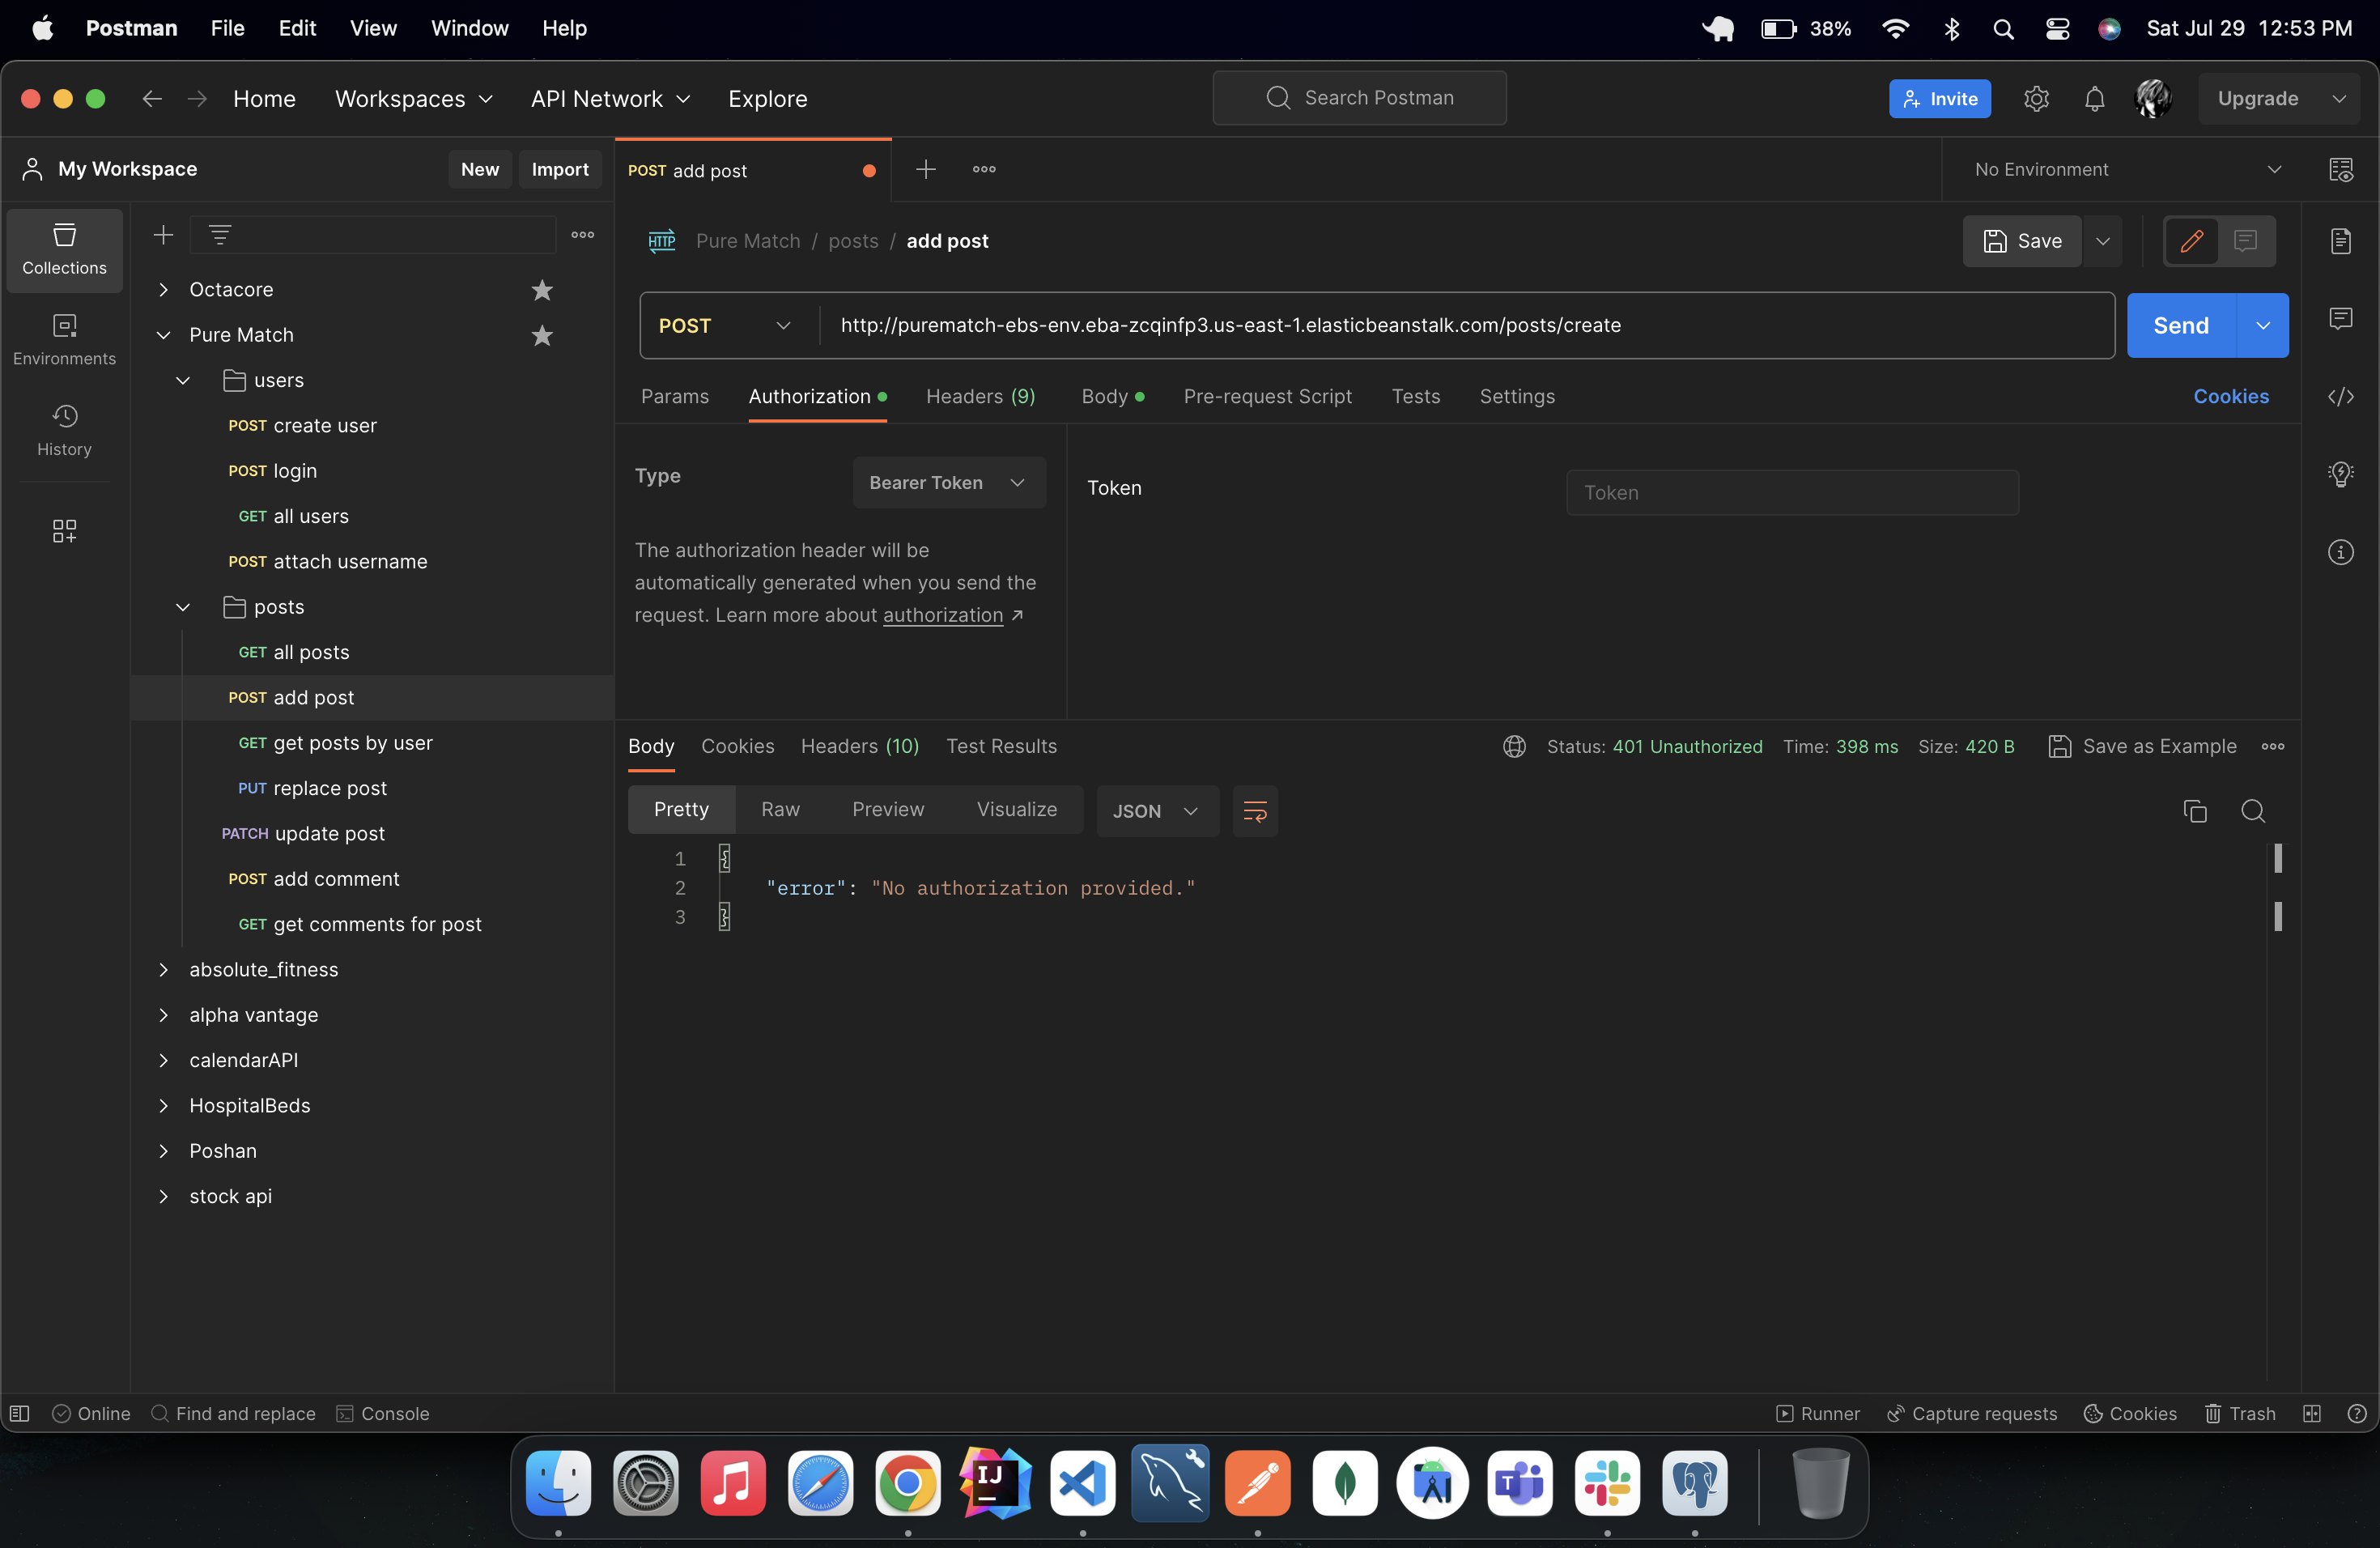 Postman File Edit View Window Help 38% Sat Jul 29 12:53 PM
Home Workspaces API Network Explore Search Postman Invite Upgrade
My Workspace New Import POST add post No Environment
Collections
Environments
History
Octacore
Pure Match
users
POST create user
POST login
GET all users
POST attach username
posts
GET all posts
POST add post
GET get posts by user
PUT replace post
PATCH update post
POST add comment
GET get comments for post
absolute_fitness
alpha vantage
calendarAPI
HospitalBeds
Poshan
stock api
HTTP Pure Match / posts / add post Save
POST http://purematch-ebs-env.eba-zcqinfp3.us-east-1.elasticbeanstalk.com/posts/create Send
Params Authorization Headers (9) Body Pre-request Script Tests Settings Cookies
Type Bearer Token
The authorization header will be
automatically generated when you send the
request. Learn more about authorization ↗
Token Token
Body Cookies Headers (10) Test Results Status: 401 Unauthorized Time: 398 ms Size: 420 B Save as Example
Pretty Raw Preview Visualize JSON
1 {
2 "error": "No authorization provided."
3 }
Online Find and replace Console Runner Capture requests Cookies Trash
IJ T